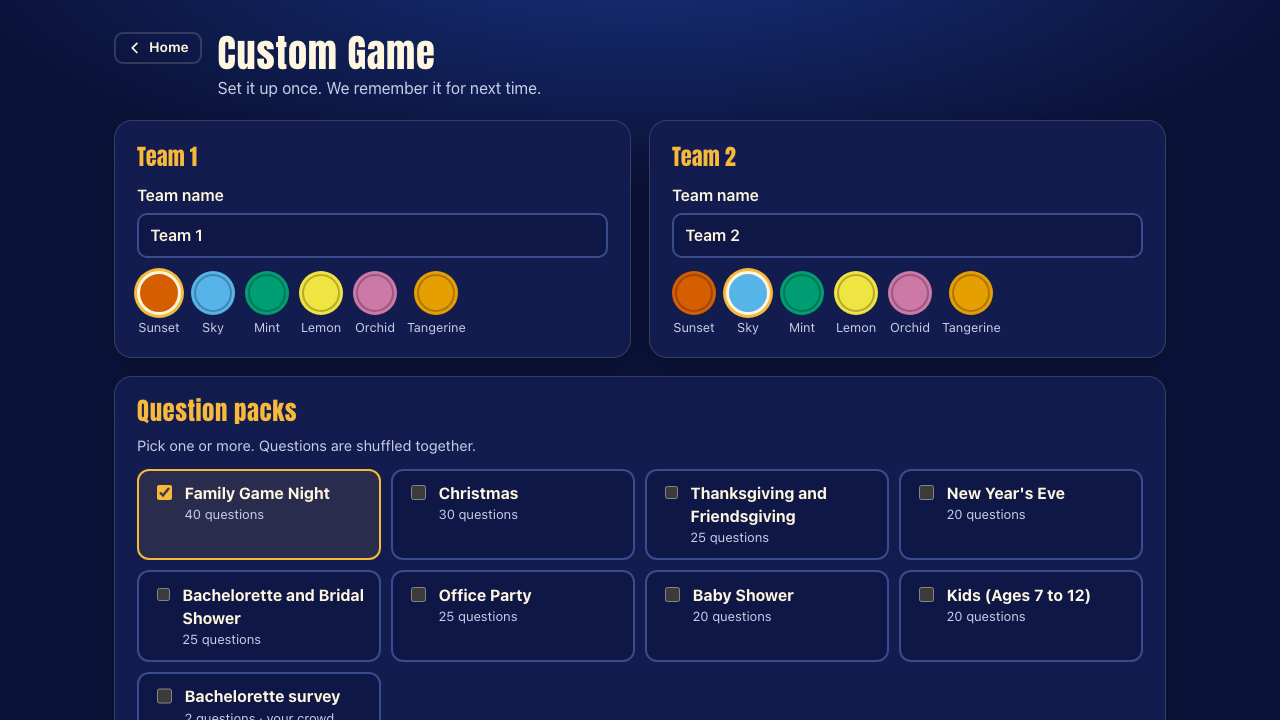 Home
Custom Game
Set it up once. We remember it for next time.
Team 1
Team name
Team 1
Sunset
Sky
Mint
Lemon
Orchid
Tangerine
Team 2
Team name
Team 2
Sunset
Sky
Mint
Lemon
Orchid
Tangerine
Question packs
Pick one or more. Questions are shuffled together.
Family Game Night
40 questions
Christmas
30 questions
Thanksgiving and
Friendsgiving
25 questions
New Year's Eve
20 questions
Bachelorette and Bridal
Shower
25 questions
Office Party
25 questions
Baby Shower
20 questions
Kids (Ages 7 to 12)
20 questions
Bachelorette survey
2 questions · your crowd